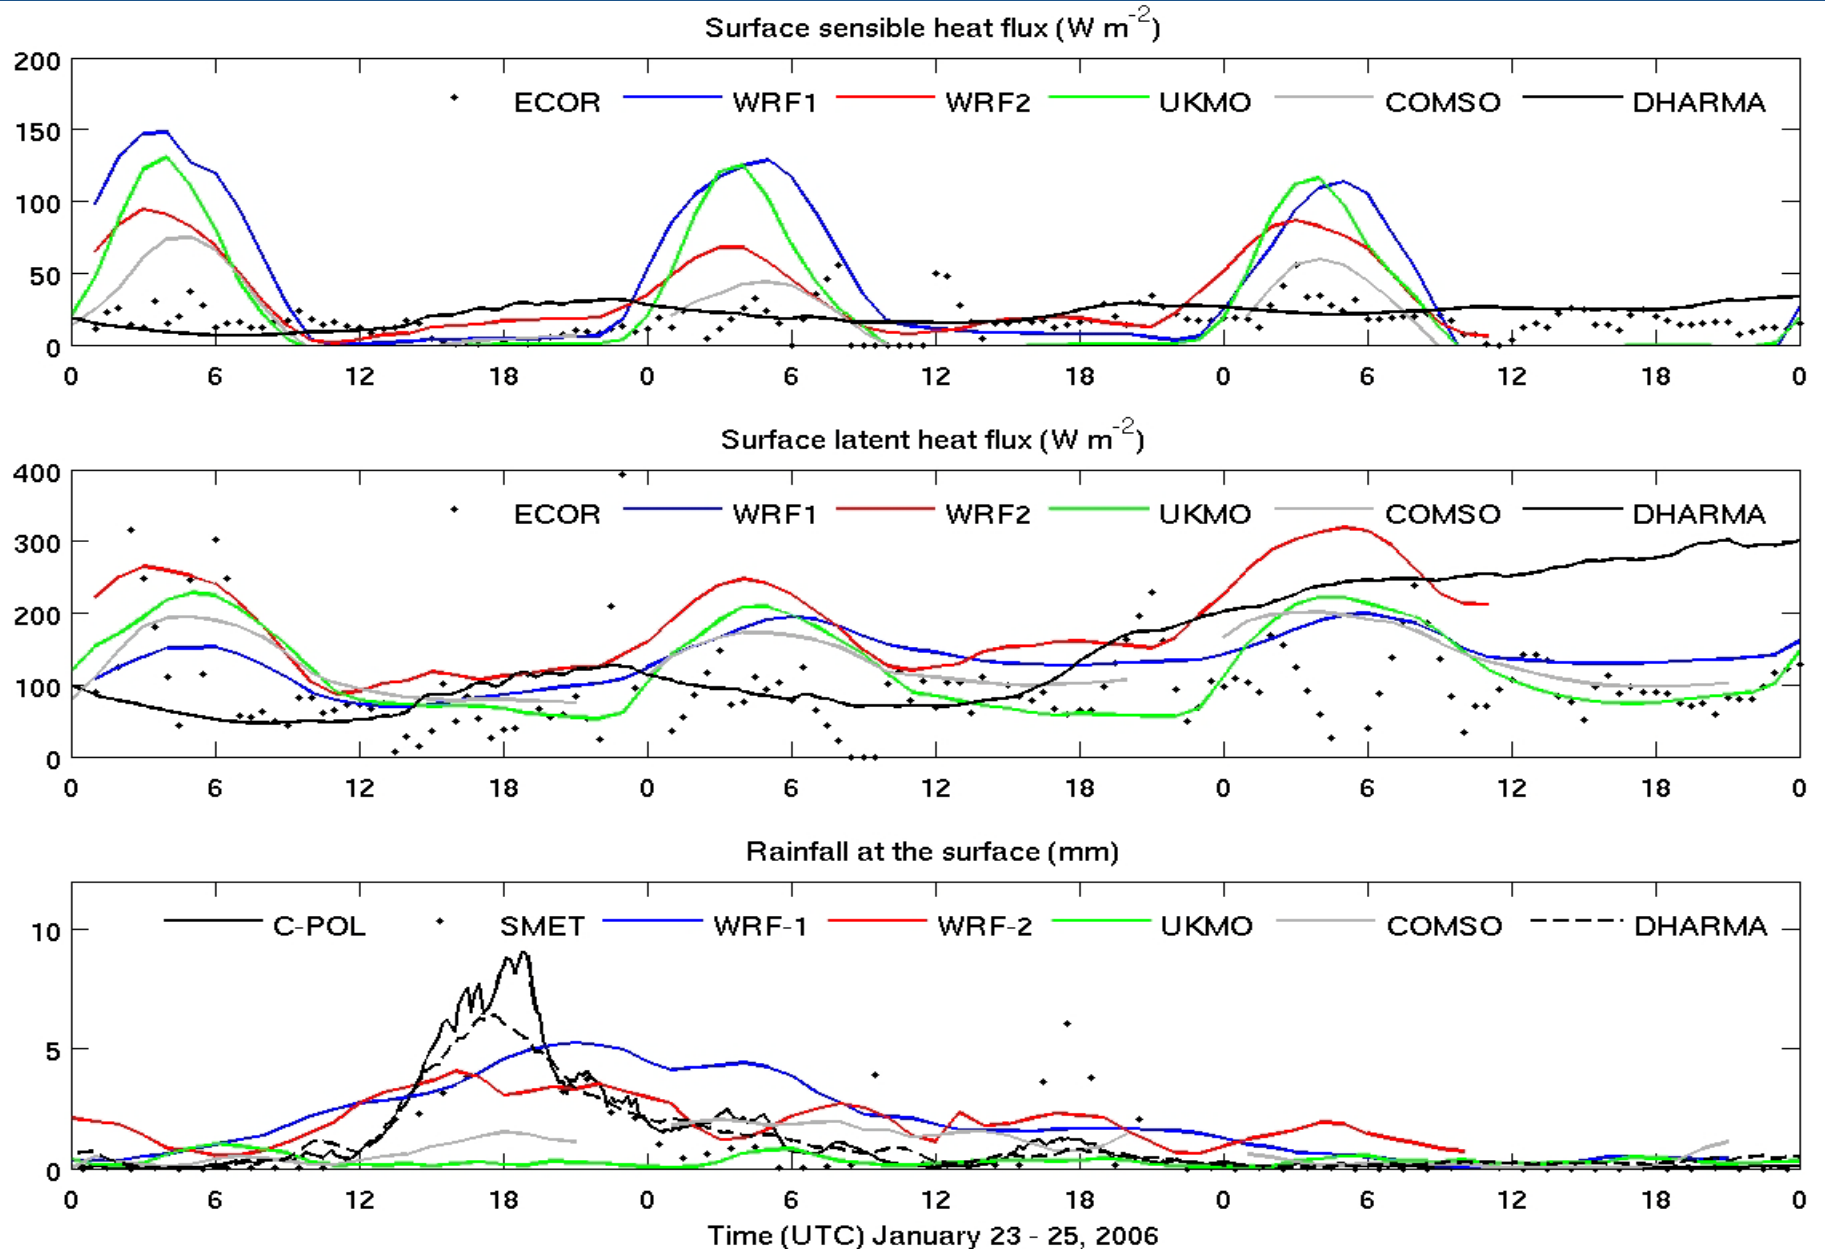 Surface sensible heat flux (W m-2)
200
150
100
50
0
ECOR WRF1 WRF2 UKMO COMSO DHARMA
0 6 12 18 0 6 12 18 0 6 12 18 0
Surface latent heat flux (W m-2)
400
300
200
100
0
ECOR WRF1 WRF2 UKMO COMSO DHARMA
0 6 12 18 0 6 12 18 0 6 12 18 0
Rainfall at the surface (mm)
10
5
0
C-POL SMET WRF-1 WRF-2 UKMO COMSO DHARMA
0 6 12 18 0 6 12 18 0 6 12 18 0
Time (UTC) January 23 - 25, 2006